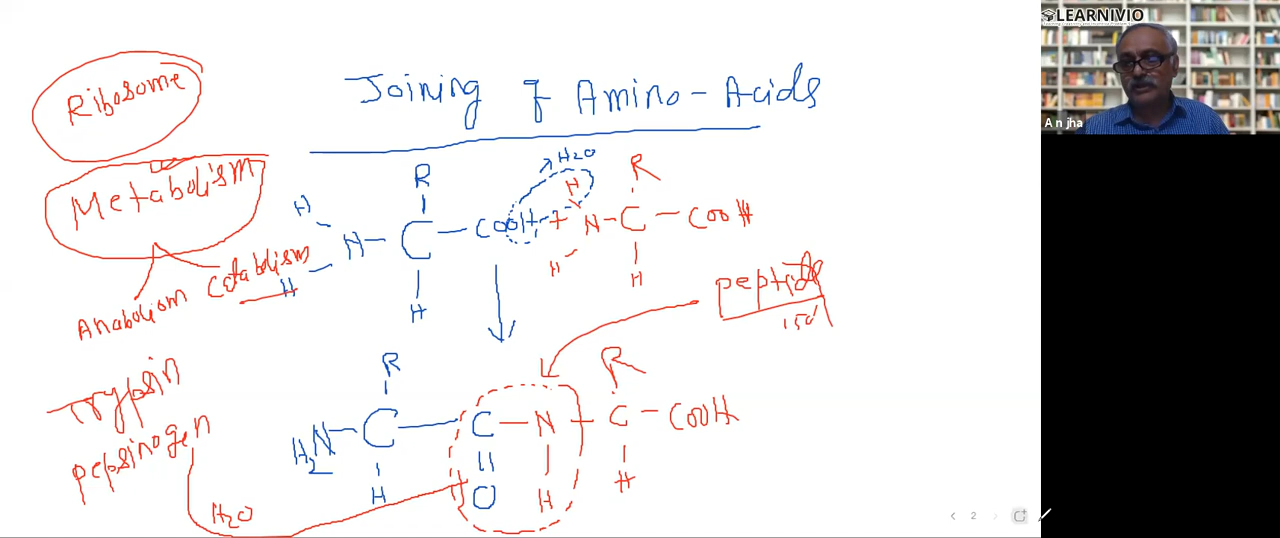 LEARNIVIO
A n jha
Joining of Amino-Acids
Ribosome
Metabolism
Anabolism
Catabolism
Trypsin
pepsinogen
H2O
H2O
R
H
N-C-COOH
H
H
+
R
H
N-C-COOH
H
H
peptide
R
H2N-C-C-N-C-COOH
H
O
H
R
H
2